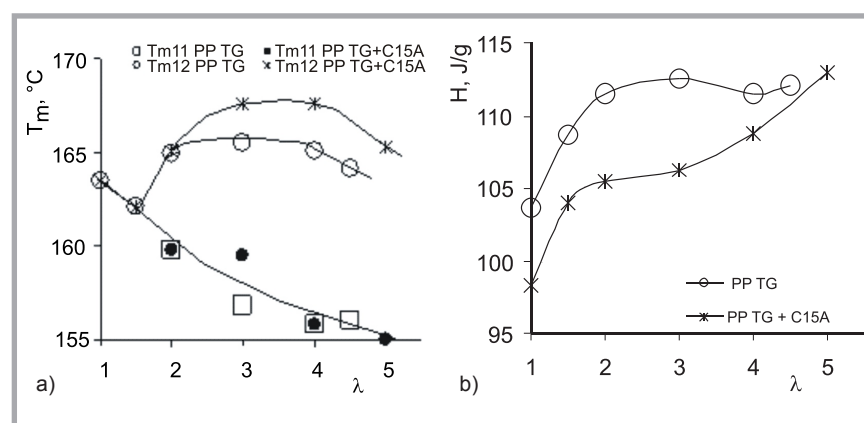 Tm11 PP TG
Tm11 PP TG+C15A
Tm12 PP TG
Tm12 PP TG+C15A
Tm, °C
170
165
160
155
1 2 3 4 5
λ
a)
H, J/g
115
110
105
100
95
PP TG
PP TG + C15A
1 2 3 4 5
λ
b)